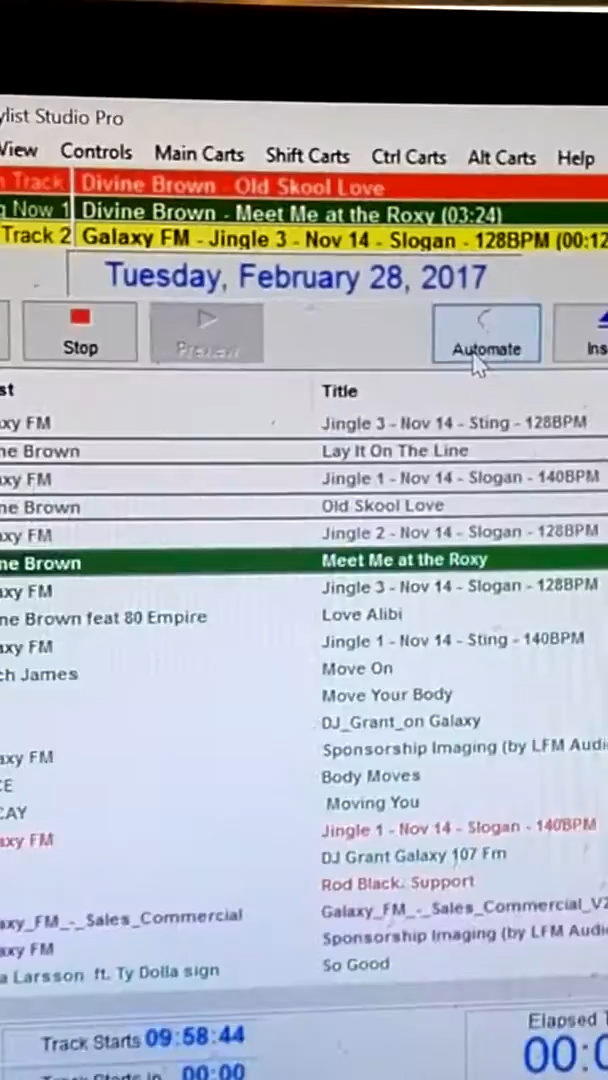 ylist Studio Pro
View Controls Main Carts Shift Carts Ctrl Carts Alt Carts Help
Track Divine Brown - Old Skool Love
Now 1 Divine Brown - Meet Me at the Roxy (03:24)
Track 2 Galaxy FM - Jingle 3 - Nov 14 - Slogan - 128BPM (00:12
Tuesday, February 28, 2017
Stop Preview Automate Ins
st Title
xy FM Jingle 3 - Nov 14 - Sting - 128BPM
ne Brown Lay It On The Line
xy FM Jingle 1 - Nov 14 - Slogan - 140BPM
ne Brown Old Skool Love
axy FM Jingle 2 - Nov 14 - Slogan - 128BPM
ne Brown Meet Me at the Roxy
axy FM Jingle 3 - Nov 14 - Slogan - 128BPM
ne Brown feat 80 Empire Love Alibi
axy FM Jingle 1 - Nov 14 - Sting - 140BPM
ch James Move On
Move Your Body
DJ_Grant_on Galaxy
axy FM Sponsorship Imaging (by LFM Audi
CE Body Moves
CAY Moving You
axy FM Jingle 1 - Nov 14 - Slogan - 140BPM
DJ Grant Galaxy 107 Fm
Rod Black. Support
axy_FM_-_Sales_Commercial Galaxy_FM_-_Sales_Commercial_V2
axy FM Sponsorship Imaging (by LFM Audi
a Larsson ft. Ty Dolla sign So Good
Track Starts 09:58:44 Elapsed T
Track Starts in 00:00 00:0